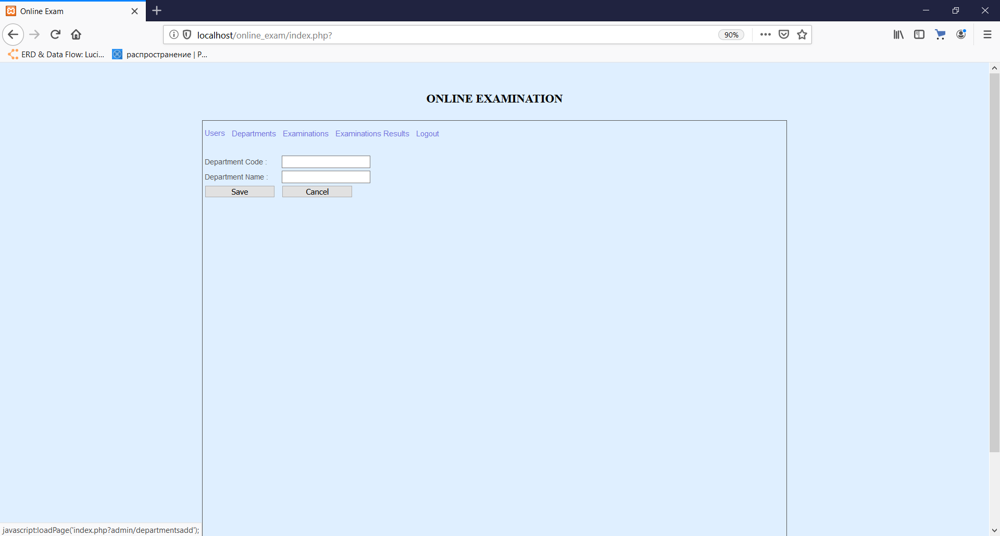 Online Exam
localhost/online_exam/index.php?
90%
ERD & Data Flow: Luci...
распространение | P...
ONLINE EXAMINATION
Users Departments Examinations Examinations Results Logout
Department Code :
Department Name :
Save Cancel
javascript:loadPage('index.php?admin/departmentsadd');